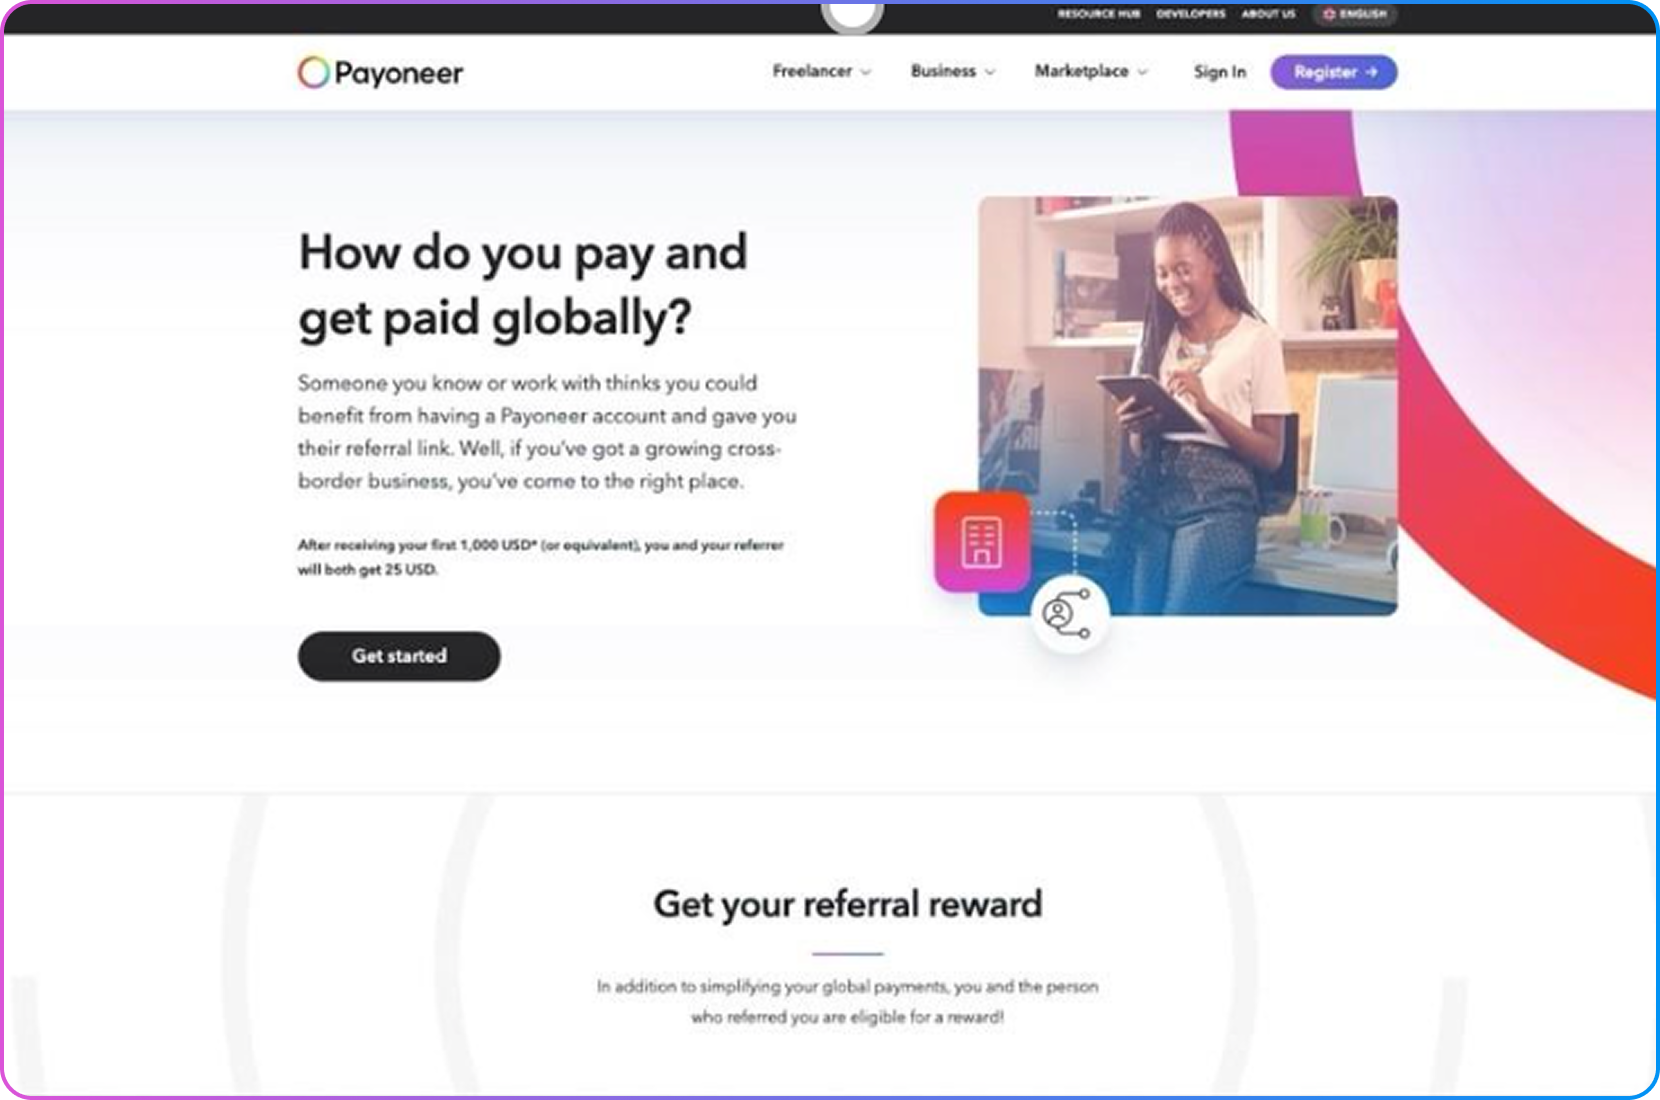 RESOURCE HUB DEVELOPERS ABOUT US ENGLISH
Payoneer Freelancer Business Marketplace Sign In Register
How do you pay and
get paid globally?
Someone you know or work with thinks you could
benefit from having a Payoneer account and gave you
their referral link. Well, if you've got a growing cross-
border business, you've come to the right place.
After receiving your first 1,000 USD* (or equivalent), you and your referrer
will both get 25 USD.
Get started
Get your referral reward
In addition to simplifying your global payments, you and the person
who referred you are eligible for a reward!